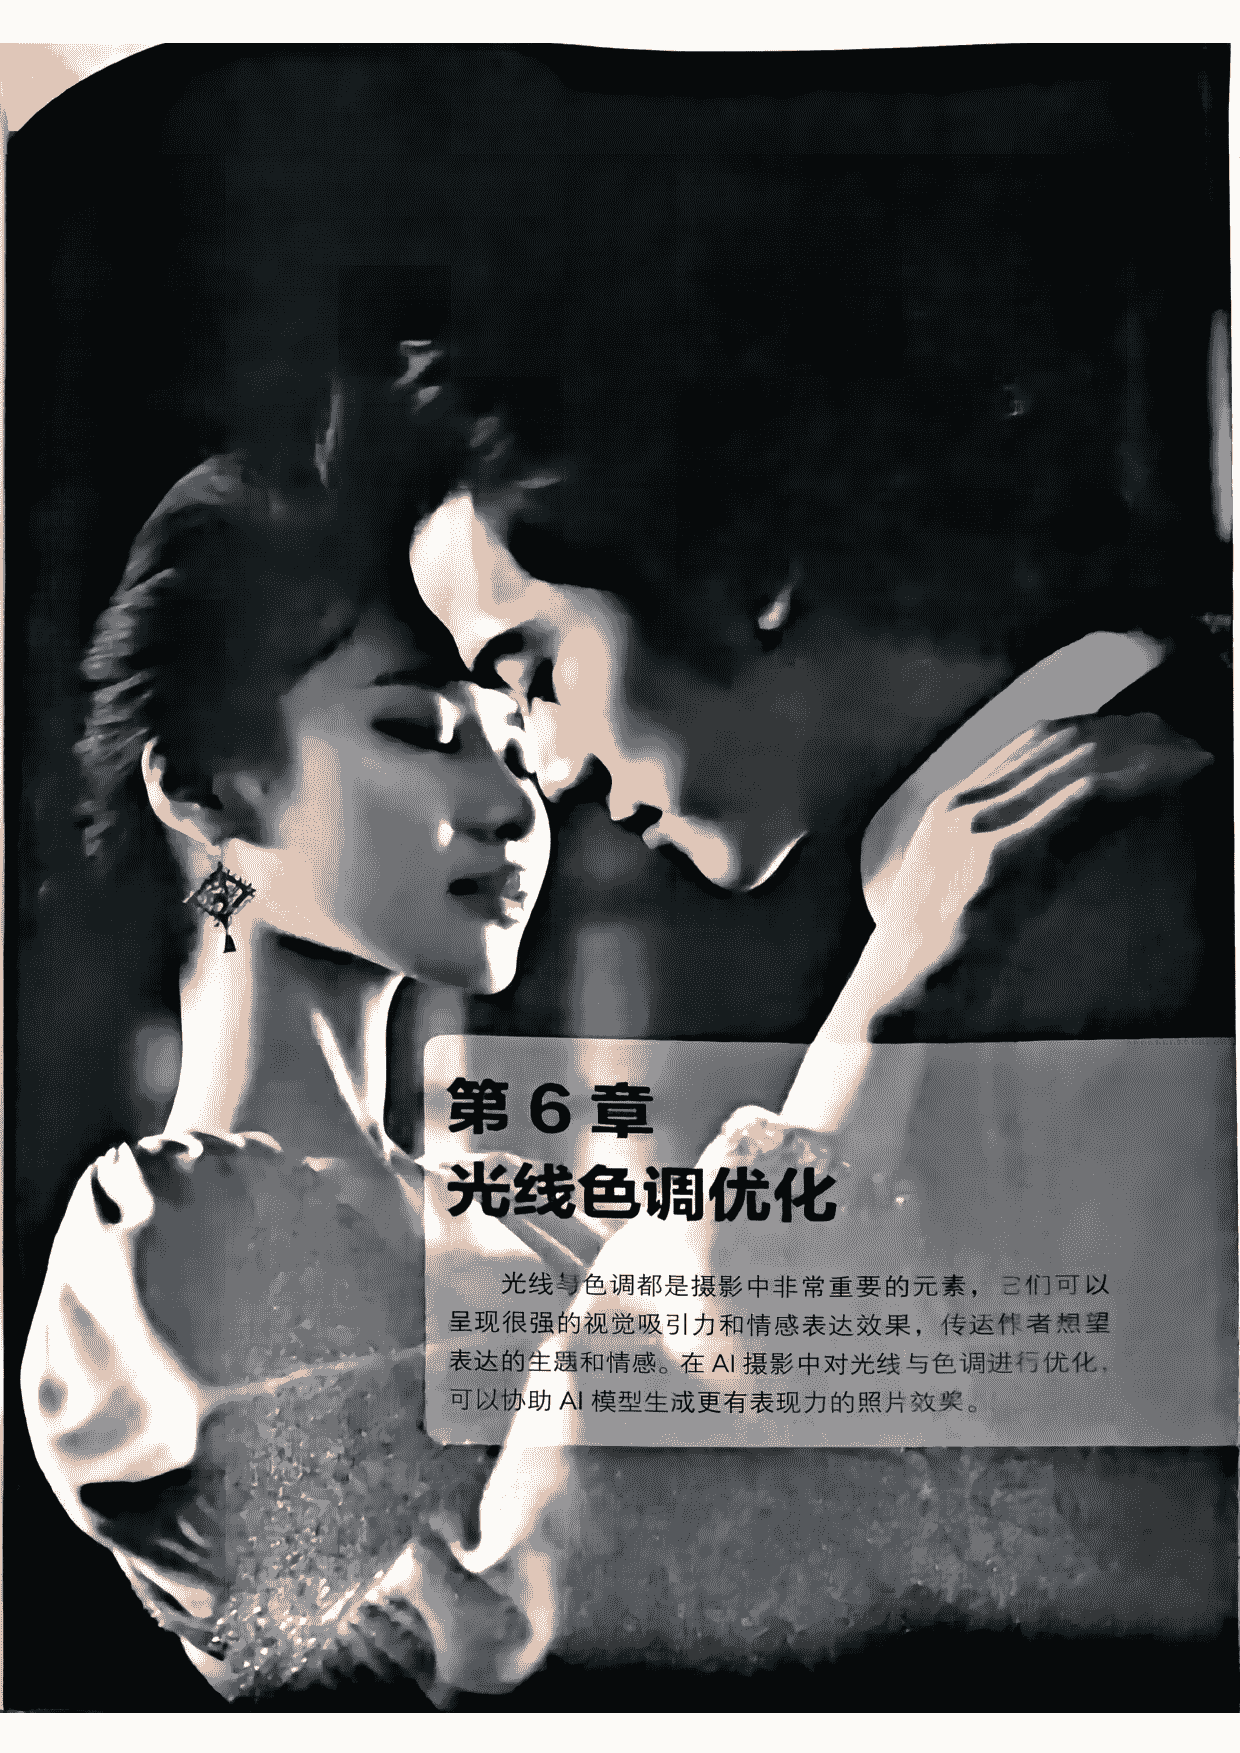 第6章
光线色调优化
光线与色调都是摄影中非常重要的元素，它们可以
呈现很强的视觉吸引力和情感表达效果，传达作者想要
表达的主题和情感。在 AI 摄影中对光线与色调进行优化，
可以协助 AI 模型生成更有表现力的照片效果。